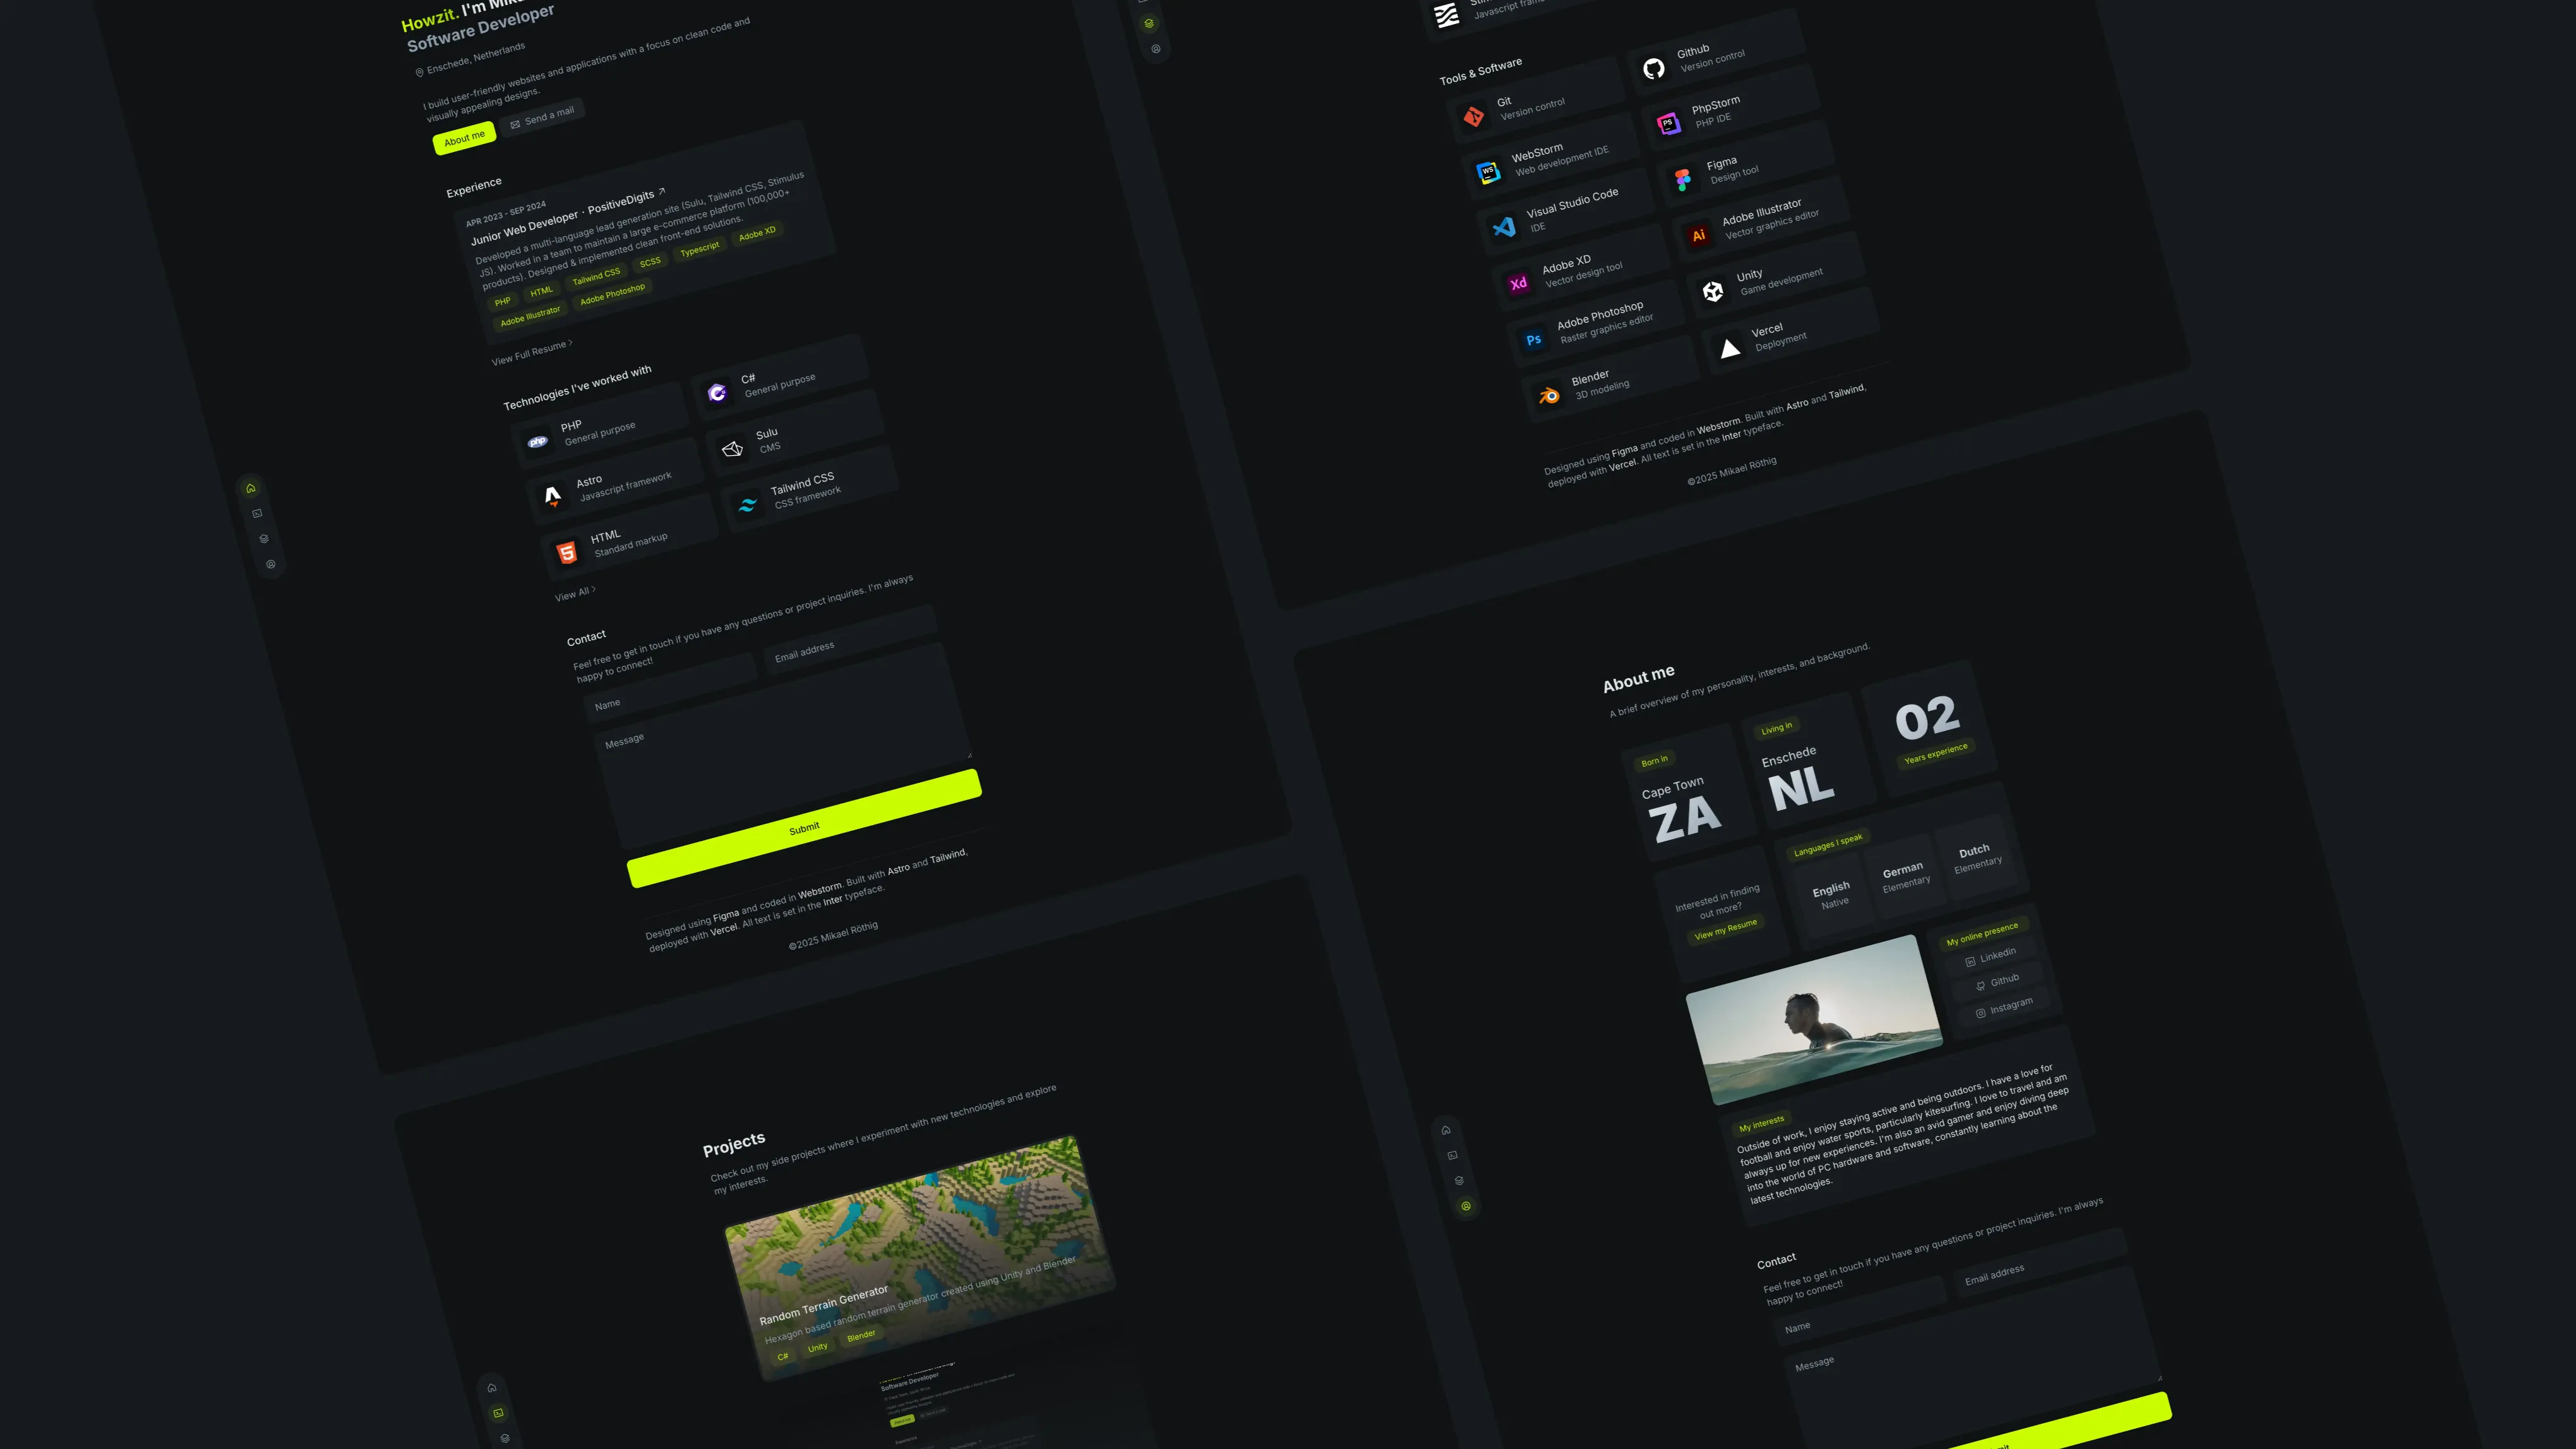 Howzit. I'm
Software Developer
Enschede, Netherlands
I build user-friendly websites and applications with a focus on clean code and
visually appealing designs.
About me
Send a mail
Experience
APR 2023 - SEP 2024
Junior Web Developer · PositiveDigits
Developed a multi-language lead generation site (Sulu, Tailwind CSS, Stimulus
JS). Worked in a team to maintain a large e-commerce platform (100,000+
products). Designed & implemented clean front-end solutions.
PHP
HTML
Tailwind CSS
SCSS
Typescript
Adobe XD
Adobe Illustrator
Adobe Photoshop
View Full Resume
Technologies I've worked with
PHP
General purpose
C#
General purpose
Astro
Javascript framework
Sulu
CMS
HTML
Standard markup
Tailwind CSS
CSS framework
View All
Contact
Feel free to get in touch if you have any questions or project inquiries. I'm always
happy to connect!
Name
Email address
Message
Submit
Designed using Figma and coded in Webstorm. Built with Astro and Tailwind,
deployed with Vercel. All text is set in the Inter typeface.
©2025 Mikael Röthig
Projects
Check out my side projects where I experiment with new technologies and explore
my interests.
Random Terrain Generator
Hexagon based random terrain generator created using Unity and Blender
C#
Unity
Blender
Software Developer
Javascript
Tools & Software
Git
Version control
Github
Version control
WebStorm
Web development IDE
PhpStorm
PHP IDE
Visual Studio Code
IDE
Figma
Design tool
Adobe XD
Vector design tool
Adobe Illustrator
Vector graphics editor
Adobe Photoshop
Raster graphics editor
Unity
Game development
Blender
3D modeling
Vercel
Deployment
Designed using Figma and coded in Webstorm. Built with Astro and Tailwind,
deployed with Vercel. All text is set in the Inter typeface.
©2025 Mikael Röthig
About me
A brief overview of my personality, interests, and background.
Born in
Cape Town
ZA
Living in
Enschede
NL
02
Years experience
Interested in finding
out more?
View my Resume
Languages I speak
English
Native
German
Elementary
Dutch
Elementary
My online presence
Linkedin
Github
Instagram
My interests
Outside of work, I enjoy staying active and being outdoors. I have a love for
football and enjoy water sports, particularly kitesurfing. I love to travel and am
always up for new experiences. I'm also an avid gamer and enjoy diving deep
into the world of PC hardware and software, constantly learning about the
latest technologies.
Contact
Feel free to get in touch if you have any questions or project inquiries. I'm always
happy to connect!
Name
Email address
Message